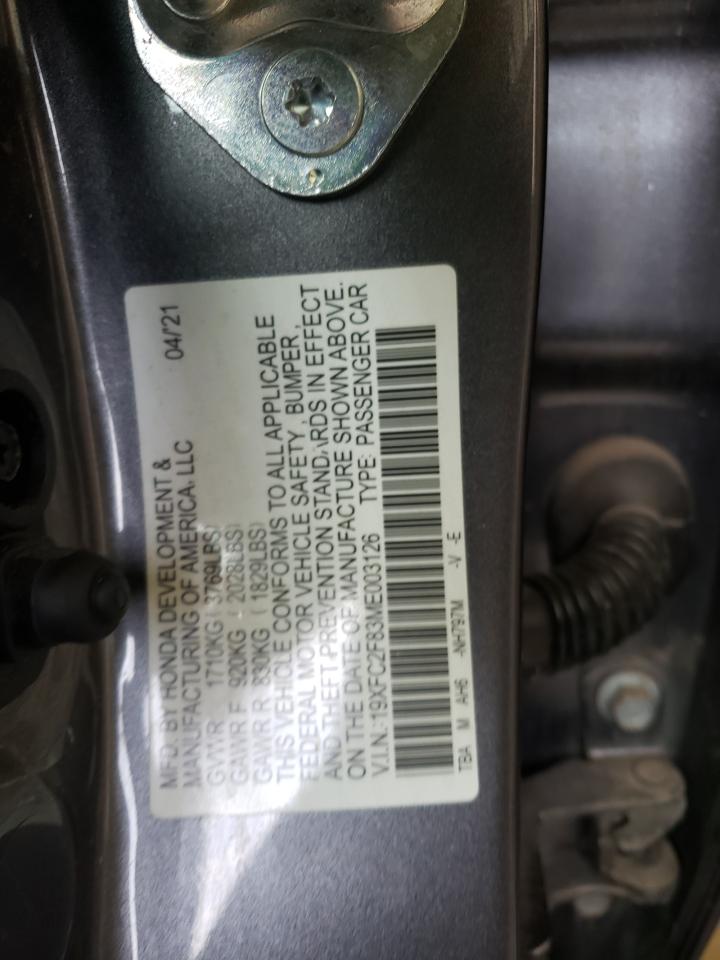 MFD. BY HONDA DEVELOPMENT & 04/'21
MANUFACTURING OF AMERICA, LLC
GVWR 1710KG (3769LBS)
GAWR F 920KG (2028LBS)
GAWR R 830KG (1829LBS)
THIS VEHICLE CONFORMS TO ALL APPLICABLE
FEDERAL MOTOR VEHICLE SAFETY, BUMPER,
AND THEFT PREVENTION STANDARDS IN EFFECT
ON THE DATE OF MANUFACTURE SHOWN ABOVE.
V.I.N.: 19XFC2F83ME003126 TYPE: PASSENGER CAR
TBA M AH6 -NH797M -V -E